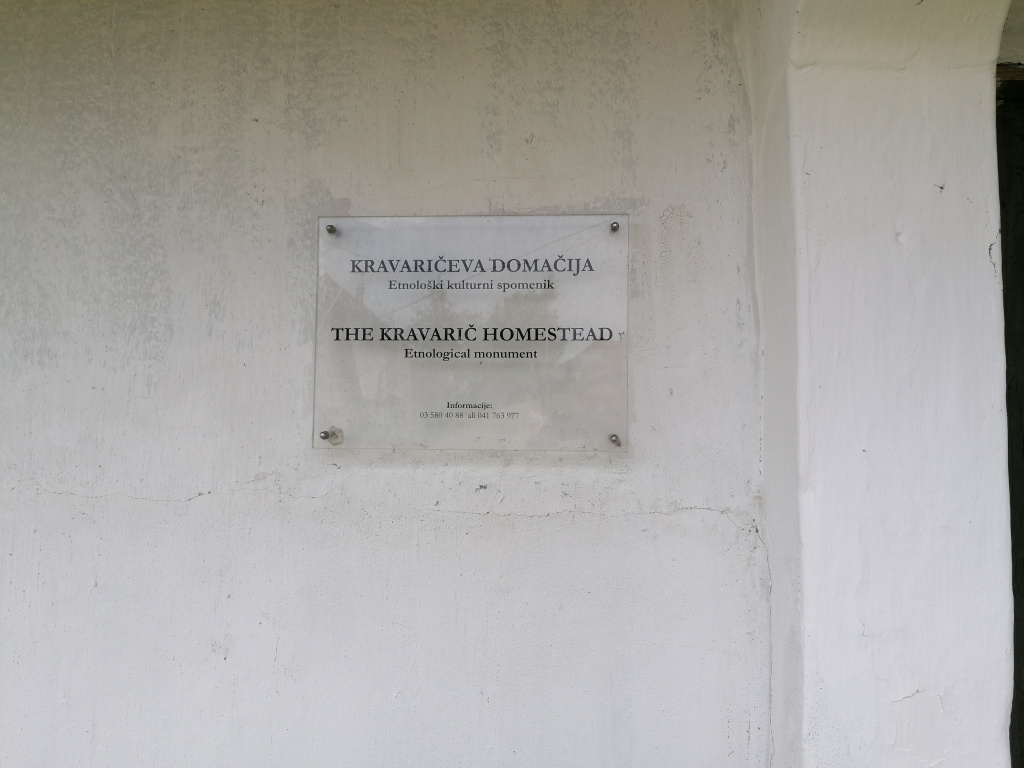 KRAVARIČEVA DOMAČIJA
Etnološki kulturni spomenik
THE KRAVARIČ HOMESTEAD
Etnological monument
Informacije:
03 580 40 88 ali 041 763 977